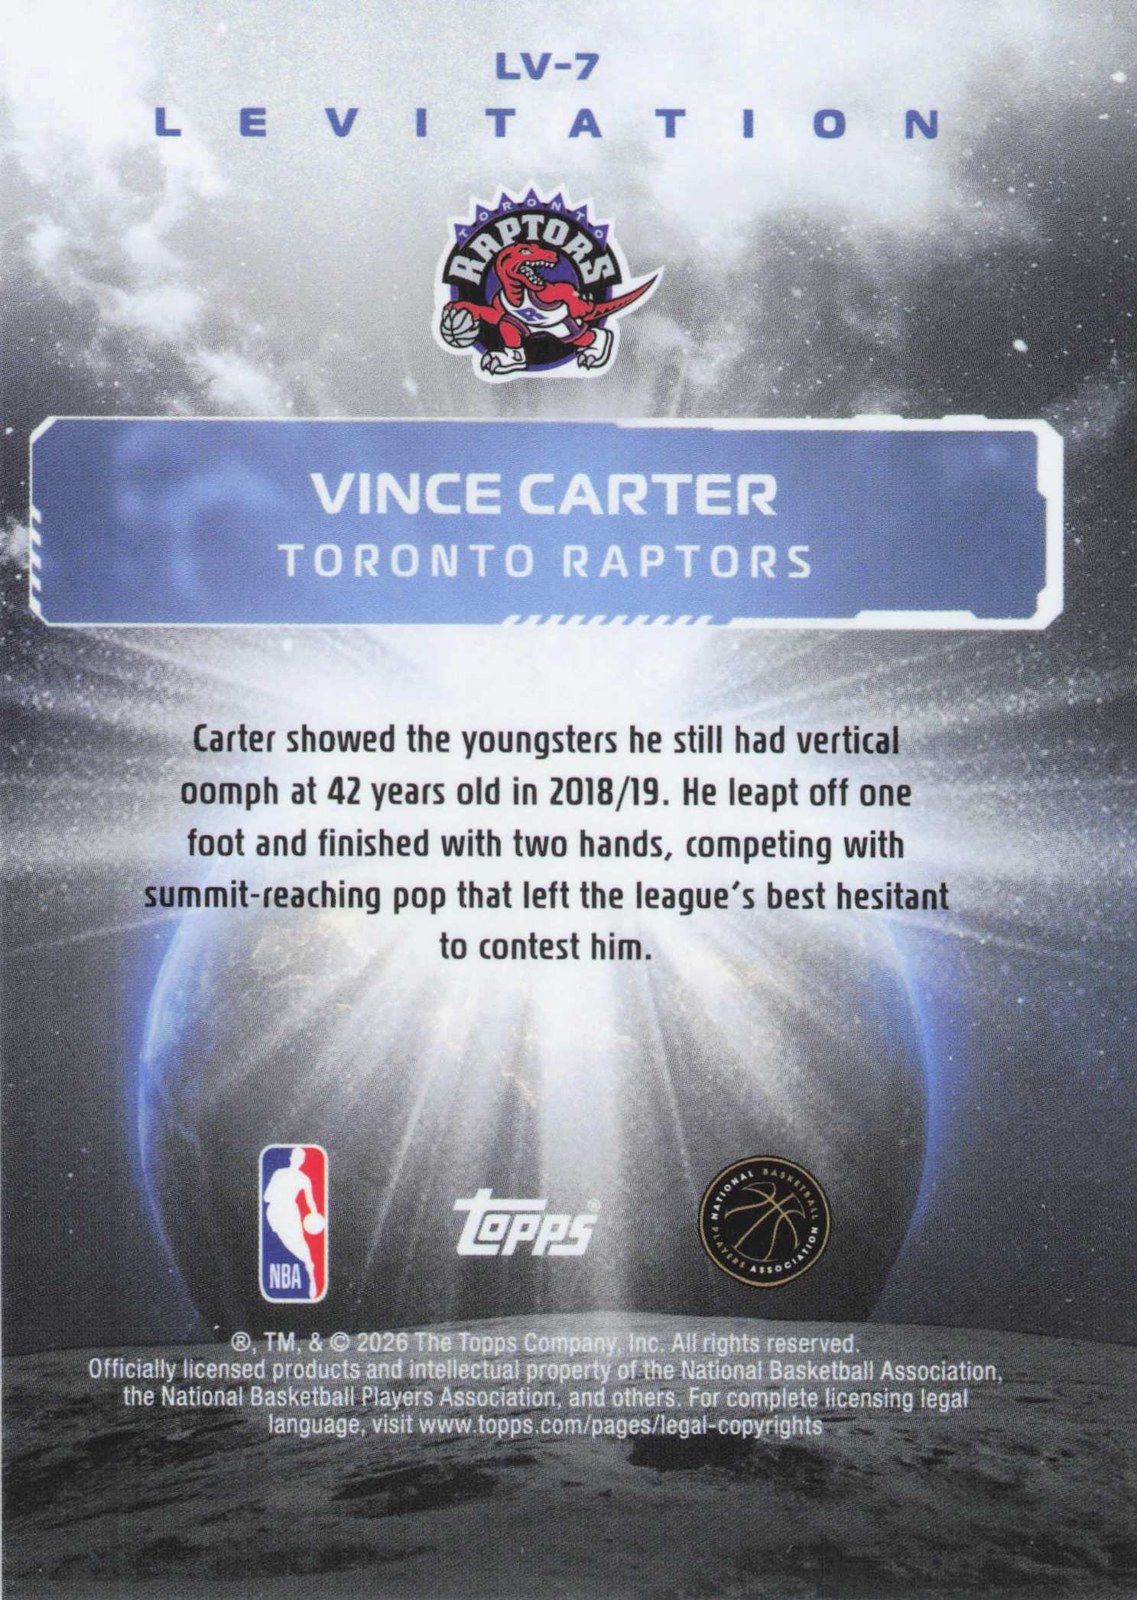 LV-7
LEVITATION
TORONTO
RAPTORS
VINCE CARTER
TORONTO RAPTORS
Carter showed the youngsters he still had vertical
oomph at 42 years old in 2018/19. He leapt off one
foot and finished with two hands, competing with
summit-reaching pop that left the league's best hesitant
to contest him.
NBA
topps®
NATIONAL BASKETBALL
PLAYERS ASSOCIATION
®, TM, & © 2026 The Topps Company, Inc. All rights reserved.
Officially licensed products and intellectual property of the National Basketball Association,
the National Basketball Players Association, and others. For complete licensing legal
language, visit www.topps.com/pages/legal-copyrights